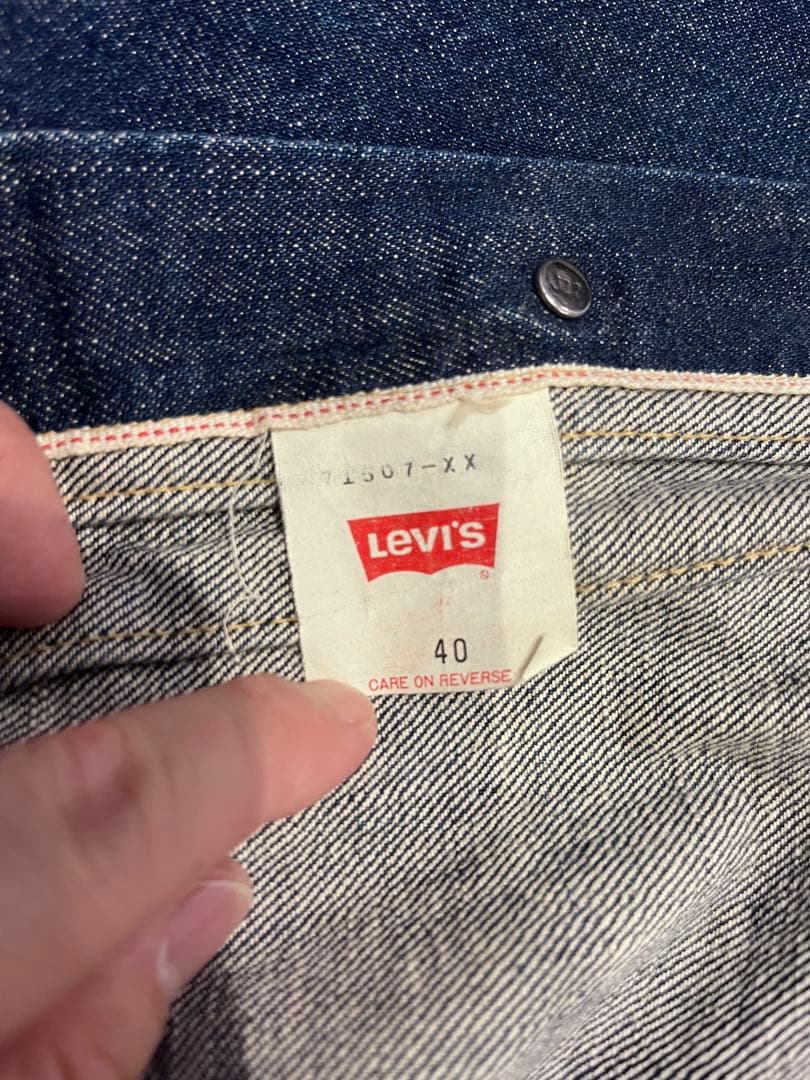 71507-XX
LEVI'S
®
40
CARE ON REVERSE